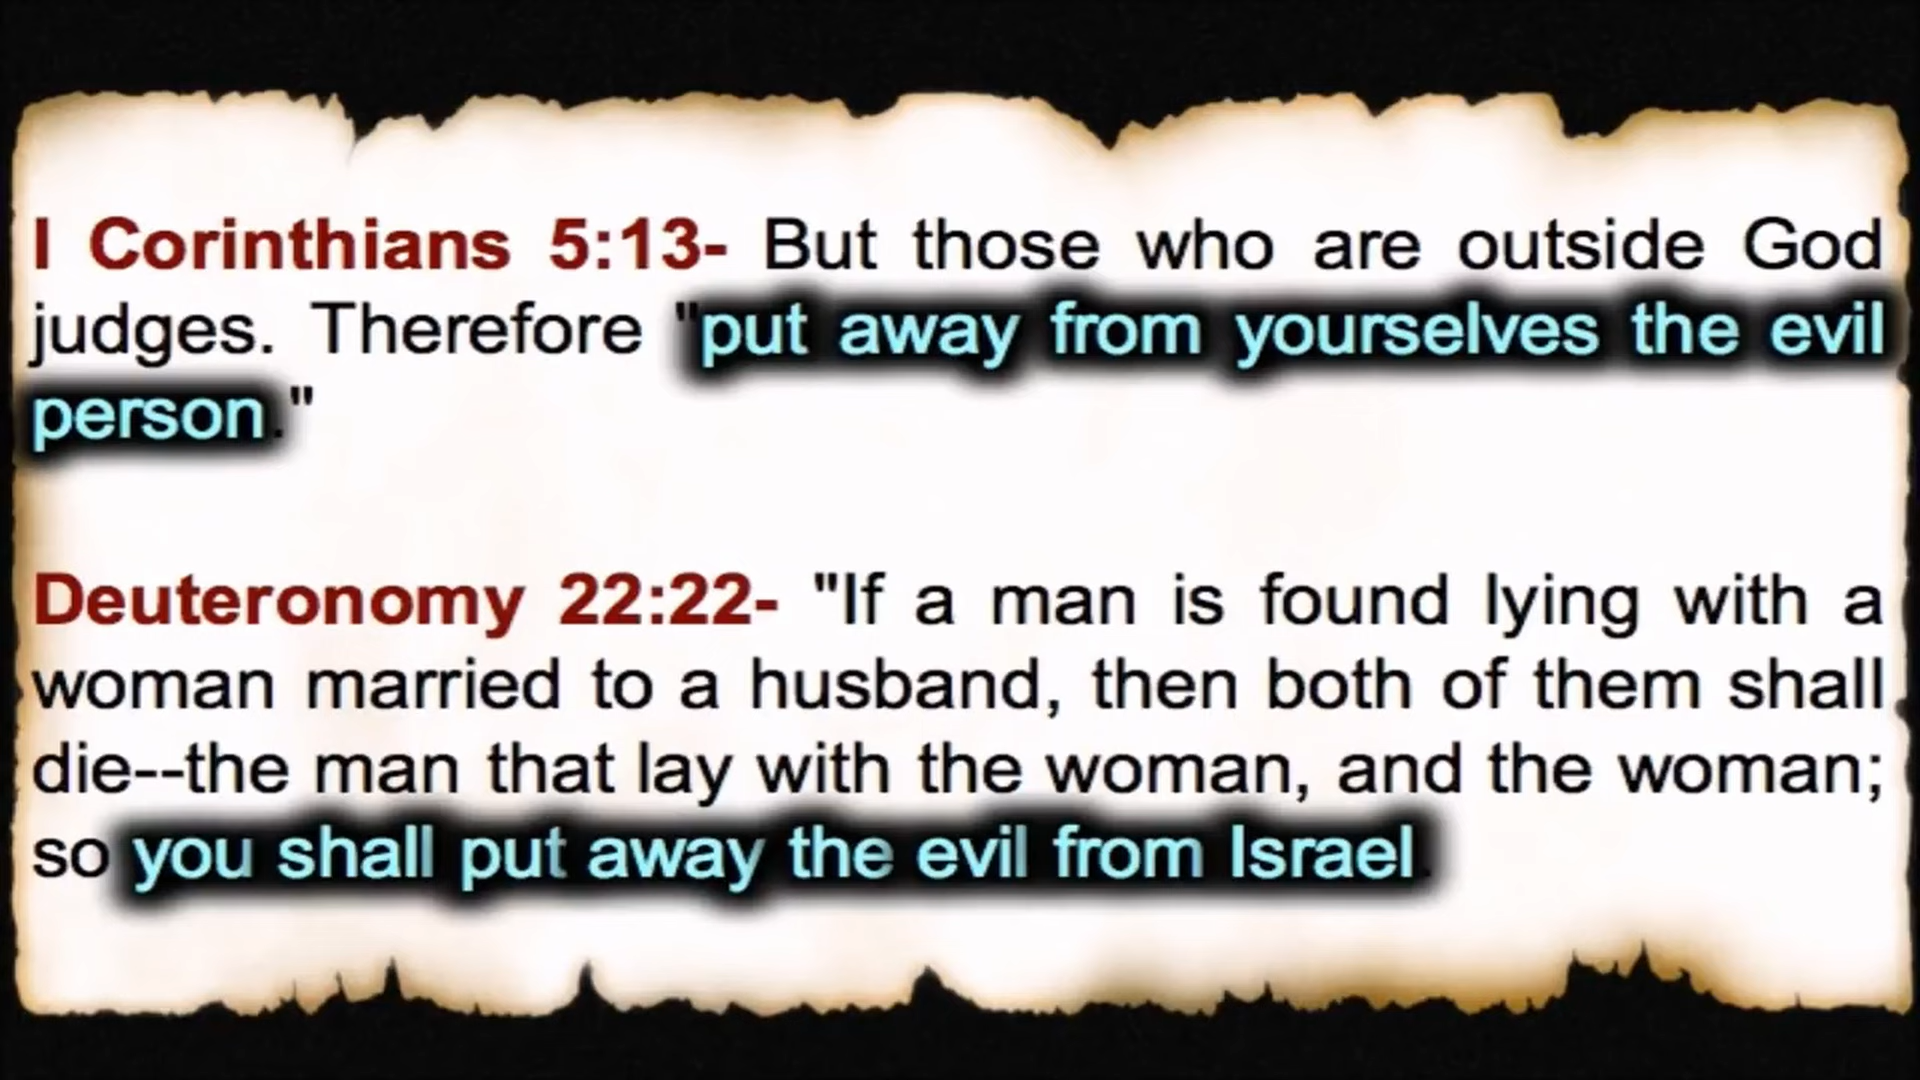 I Corinthians 5:13- But those who are outside God
judges. Therefore "put away from yourselves the evil
person."
Deuteronomy 22:22- "If a man is found lying with a
woman married to a husband, then both of them shall
die--the man that lay with the woman, and the woman;
so you shall put away the evil from Israel.